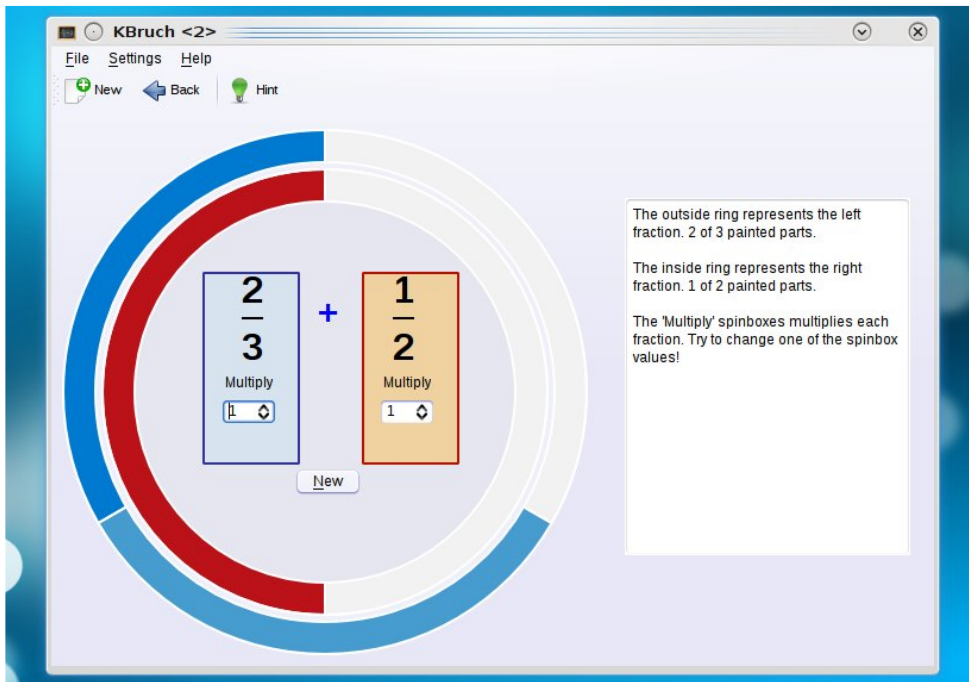 KBruch <2>
File Settings Help
New Back Hint
2
3
Multiply
1
+
1
2
Multiply
1
New
The outside ring represents the left
fraction. 2 of 3 painted parts.
The inside ring represents the right
fraction. 1 of 2 painted parts.
The 'Multiply' spinboxes multiplies each
fraction. Try to change one of the spinbox
values!